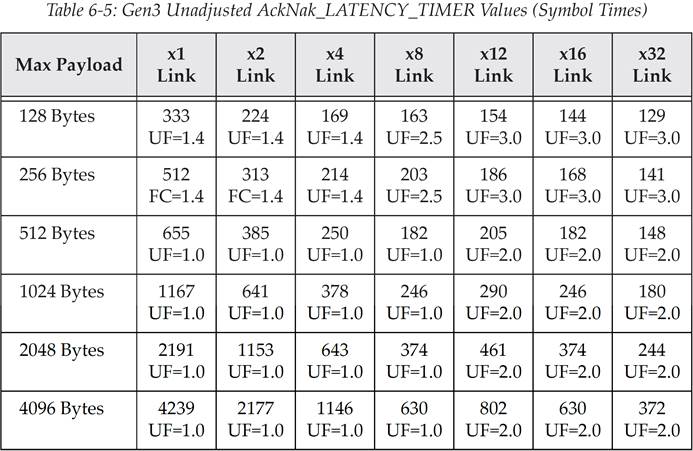 Table 6-5: Gen3 Unadjusted AckNak_LATENCY_TIMER Values (Symbol Times)
Max Payload x1 Link x2 Link x4 Link x8 Link x12 Link x16 Link x32 Link
128 Bytes 333 224 169 163 154 144 129
UF=1.4 UF=1.4 UF=1.4 UF=2.5 UF=3.0 UF=3.0 UF=3.0
256 Bytes 512 313 214 203 186 168 141
FC=1.4 FC=1.4 UF=1.4 UF=2.5 UF=3.0 UF=3.0 UF=3.0
512 Bytes 655 385 250 182 205 182 148
UF=1.0 UF=1.0 UF=1.0 UF=1.0 UF=2.0 UF=2.0 UF=2.0
1024 Bytes 1167 641 378 246 290 246 180
UF=1.0 UF=1.0 UF=1.0 UF=1.0 UF=2.0 UF=2.0 UF=2.0
2048 Bytes 2191 1153 643 374 461 374 244
UF=1.0 UF=1.0 UF=1.0 UF=1.0 UF=2.0 UF=2.0 UF=2.0
4096 Bytes 4239 2177 1146 630 802 630 372
UF=1.0 UF=1.0 UF=1.0 UF=1.0 UF=2.0 UF=2.0 UF=2.0